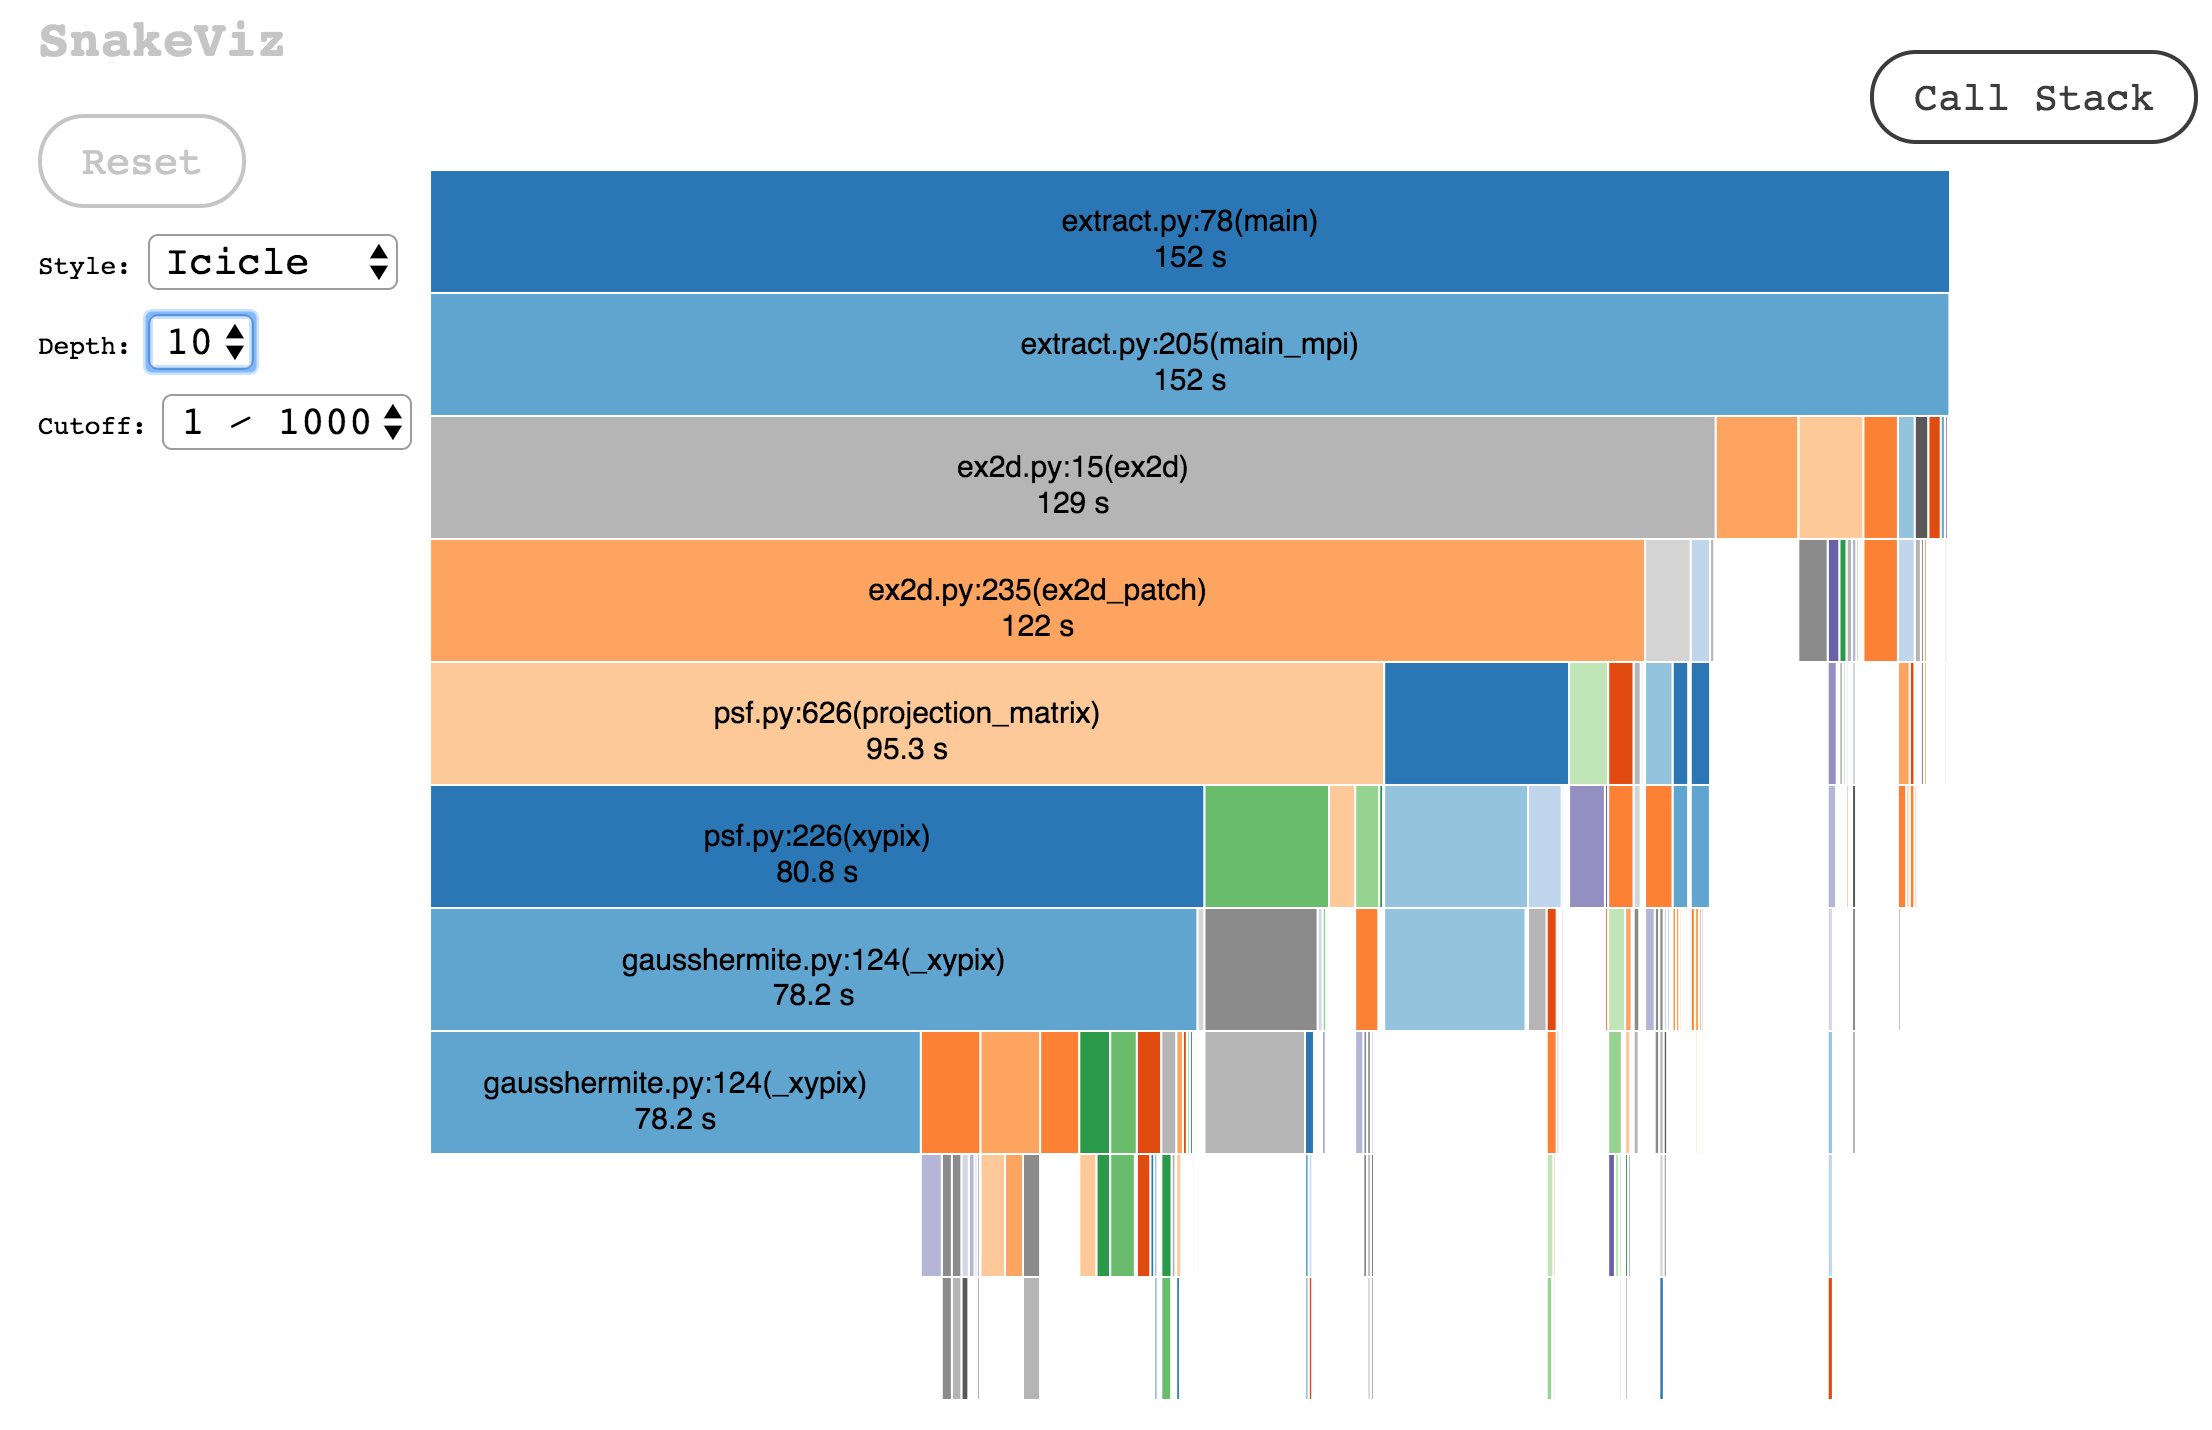 SnakeViz
Call Stack
Reset
Style: Icicle
Depth: 10
Cutoff: 1 / 1000
extract.py:78(main)
152 s
extract.py:205(main_mpi)
152 s
ex2d.py:15(ex2d)
129 s
ex2d.py:235(ex2d_patch)
122 s
psf.py:626(projection_matrix)
95.3 s
psf.py:226(xypix)
80.8 s
gausshermite.py:124(_xypix)
78.2 s
gausshermite.py:124(_xypix)
78.2 s